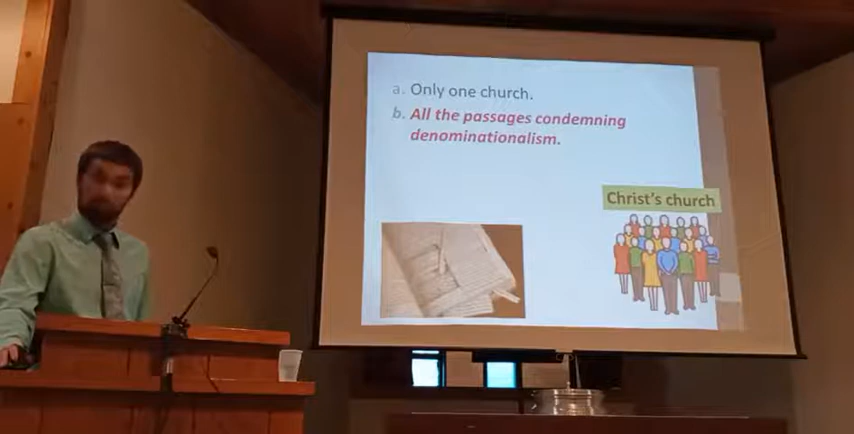 a. Only one church.
b. All the passages condemning
denominationalism.
Christ's church